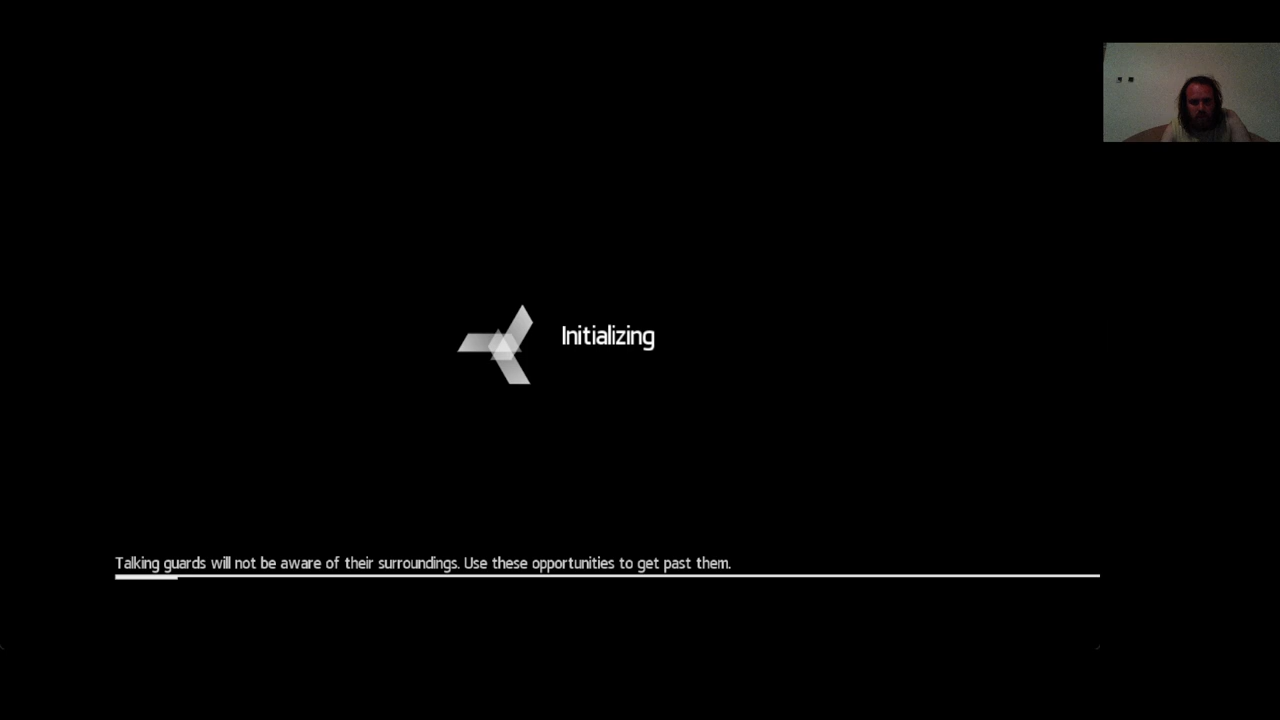 Initializing
Talking guards will not be aware of their surroundings. Use these opportunities to get past them.